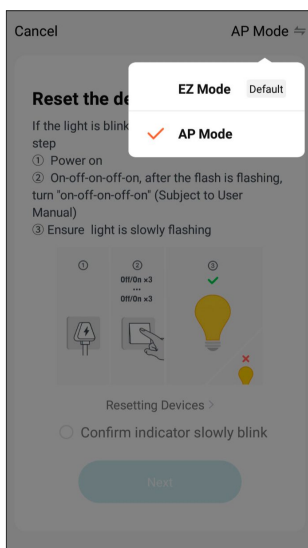 Cancel
AP Mode
EZ Mode Default
AP Mode
Reset the de
If the light is blink
step
① Power on
② On-off-on-off-on, after the flash is flashing,
turn "on-off-on-off-on" (Subject to User
Manual)
③ Ensure light is slowly flashing
① ② ③
Off/On ×3
...
Off/On ×3
Resetting Devices >
Confirm indicator slowly blink
Next